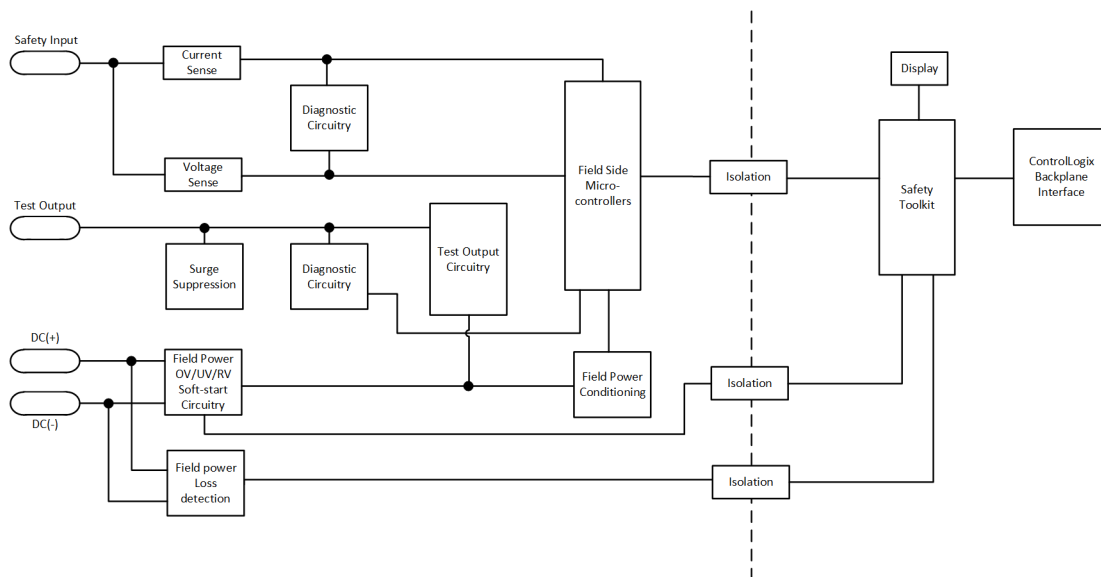 Safety Input
Current
Sense
Diagnostic
Circuitry
Voltage
Sense
Test Output
Surge
Suppression
Diagnostic
Circuitry
Test Output
Circuitry
Field Side
Micro-
controllers
Isolation
Display
Safety
Toolkit
ControlLogix
Backplane
Interface
DC(+)
DC(-)
Field Power
OV/UV/RV
Soft-start
Circuitry
Field Power
Conditioning
Isolation
Field power
Loss
detection
Isolation